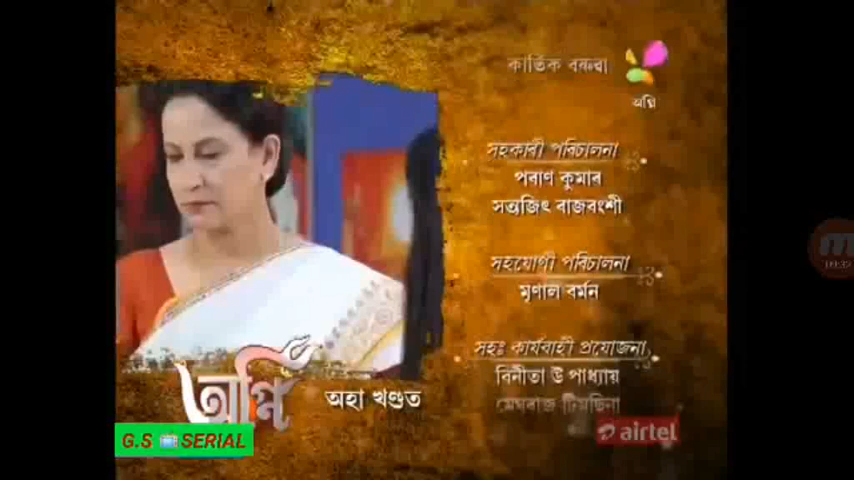 কাৰ্তিক বৰুৱা
অগ্নি
সহকাৰী পৰিচালনা
পৰাণ কুমাৰ
সত্যজিৎ ৰাজবংশী
সহযোগী পৰিচালনা
মৃণাল বৰ্মন
সহঃ কাৰ্যবাহী প্ৰযোজনা
বিনীতা উপাধ্যায়
মেঘৰাজ
অগ্নি
অহা খণ্ডত
G.S SERIAL
airtel